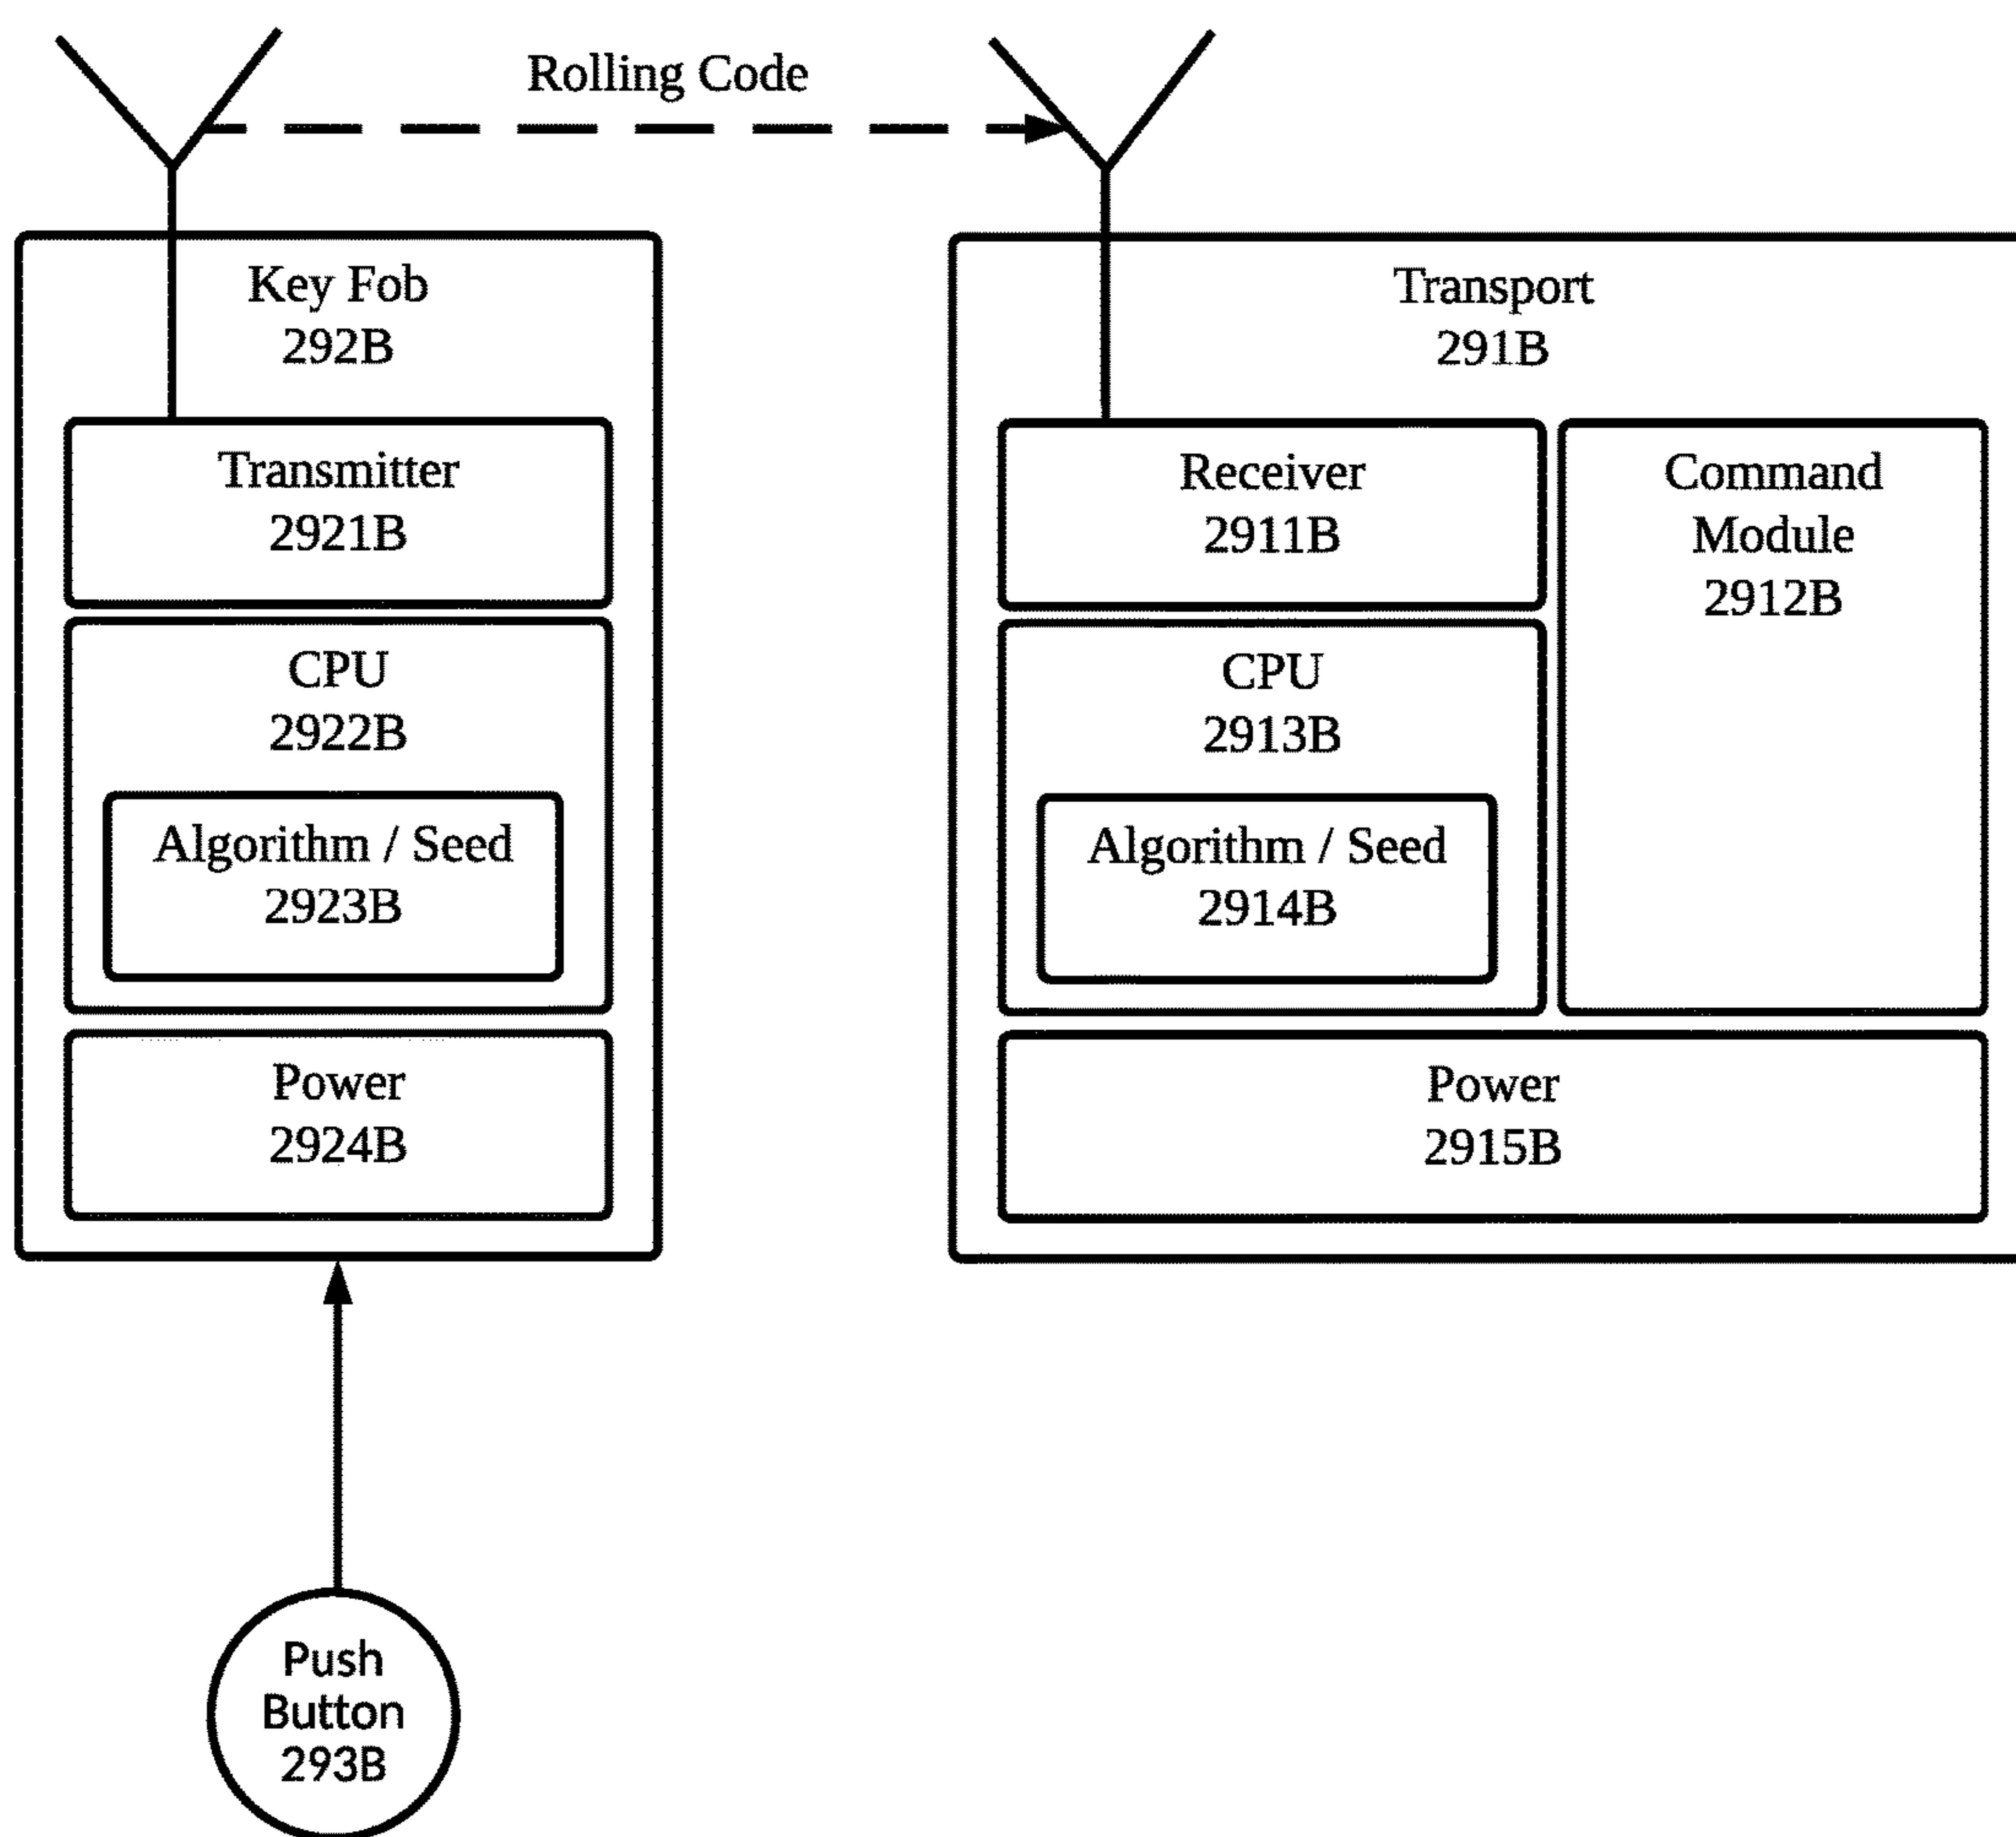 Rolling Code
Key Fob
292B
Transmitter
2921B
CPU
2922B
Algorithm / Seed
2923B
Power
2924B
Transport
291B
Receiver
2911B
Command
Module
2912B
CPU
2913B
Algorithm / Seed
2914B
Power
2915B
Push
Button
293B